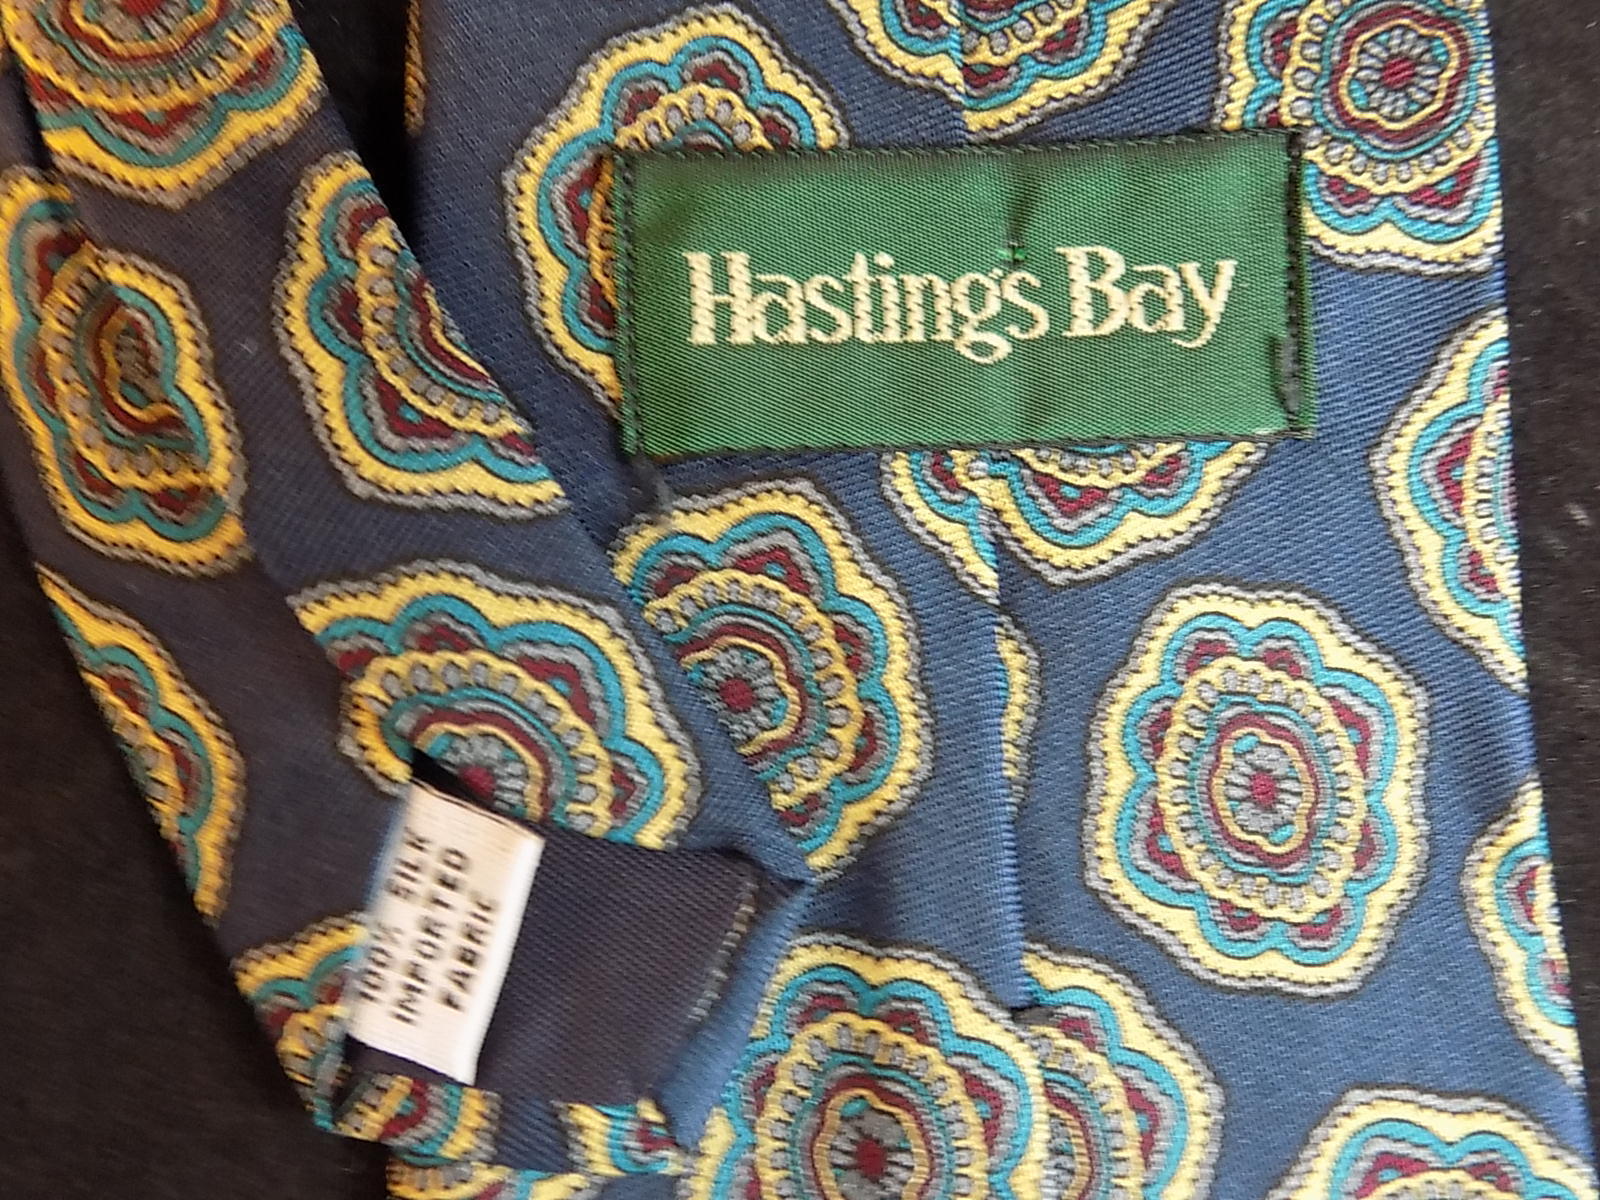 Hastings Bay
100% SILK
IMPORTED
FABRIC